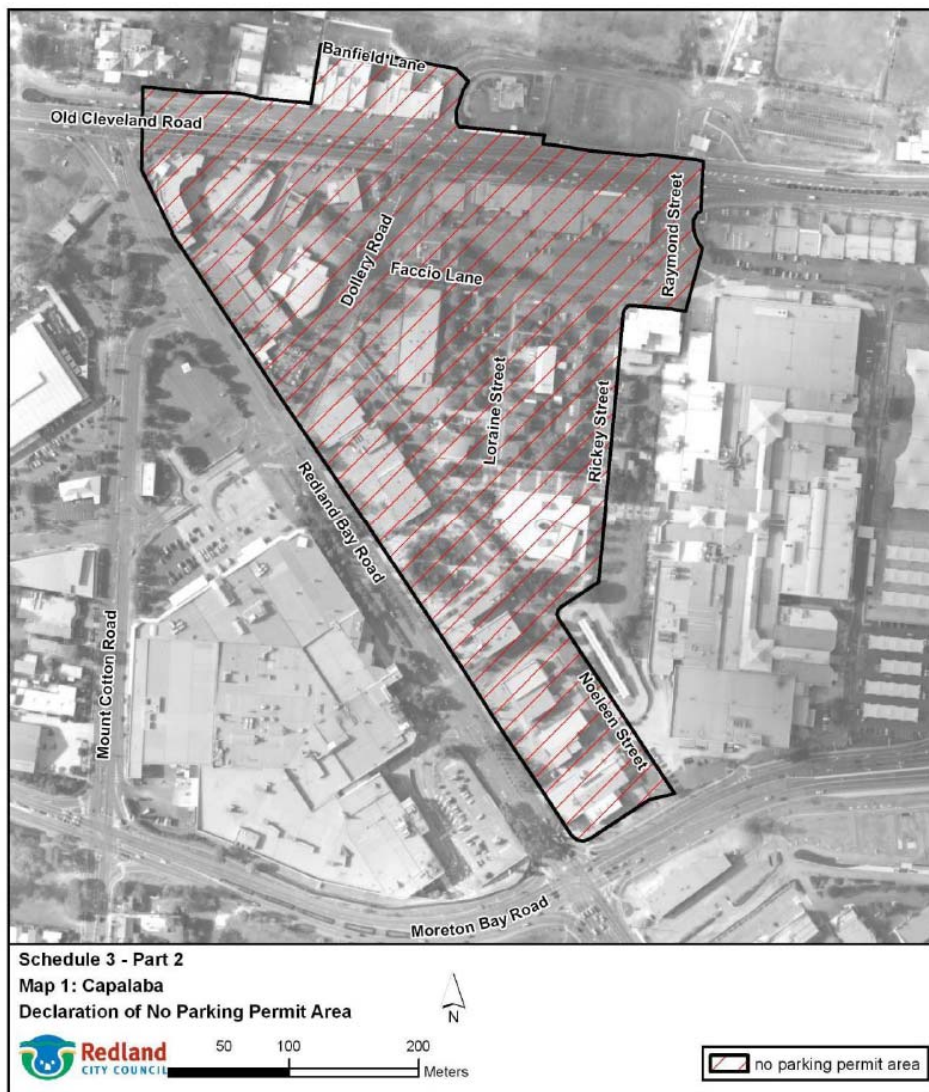 Banfield Lane
Old Cleveland Road
Raymond Street
Dollery Road
Faccio Lane
Loraine Street
Rickey Street
Redland Bay Road
Mount Cotton Road
Noeleen Street
Moreton Bay Road
Schedule 3 - Part 2
Map 1: Capalaba
Declaration of No Parking Permit Area
N
Redland
CITY COUNCIL
50 100 200
Meters
no parking permit area